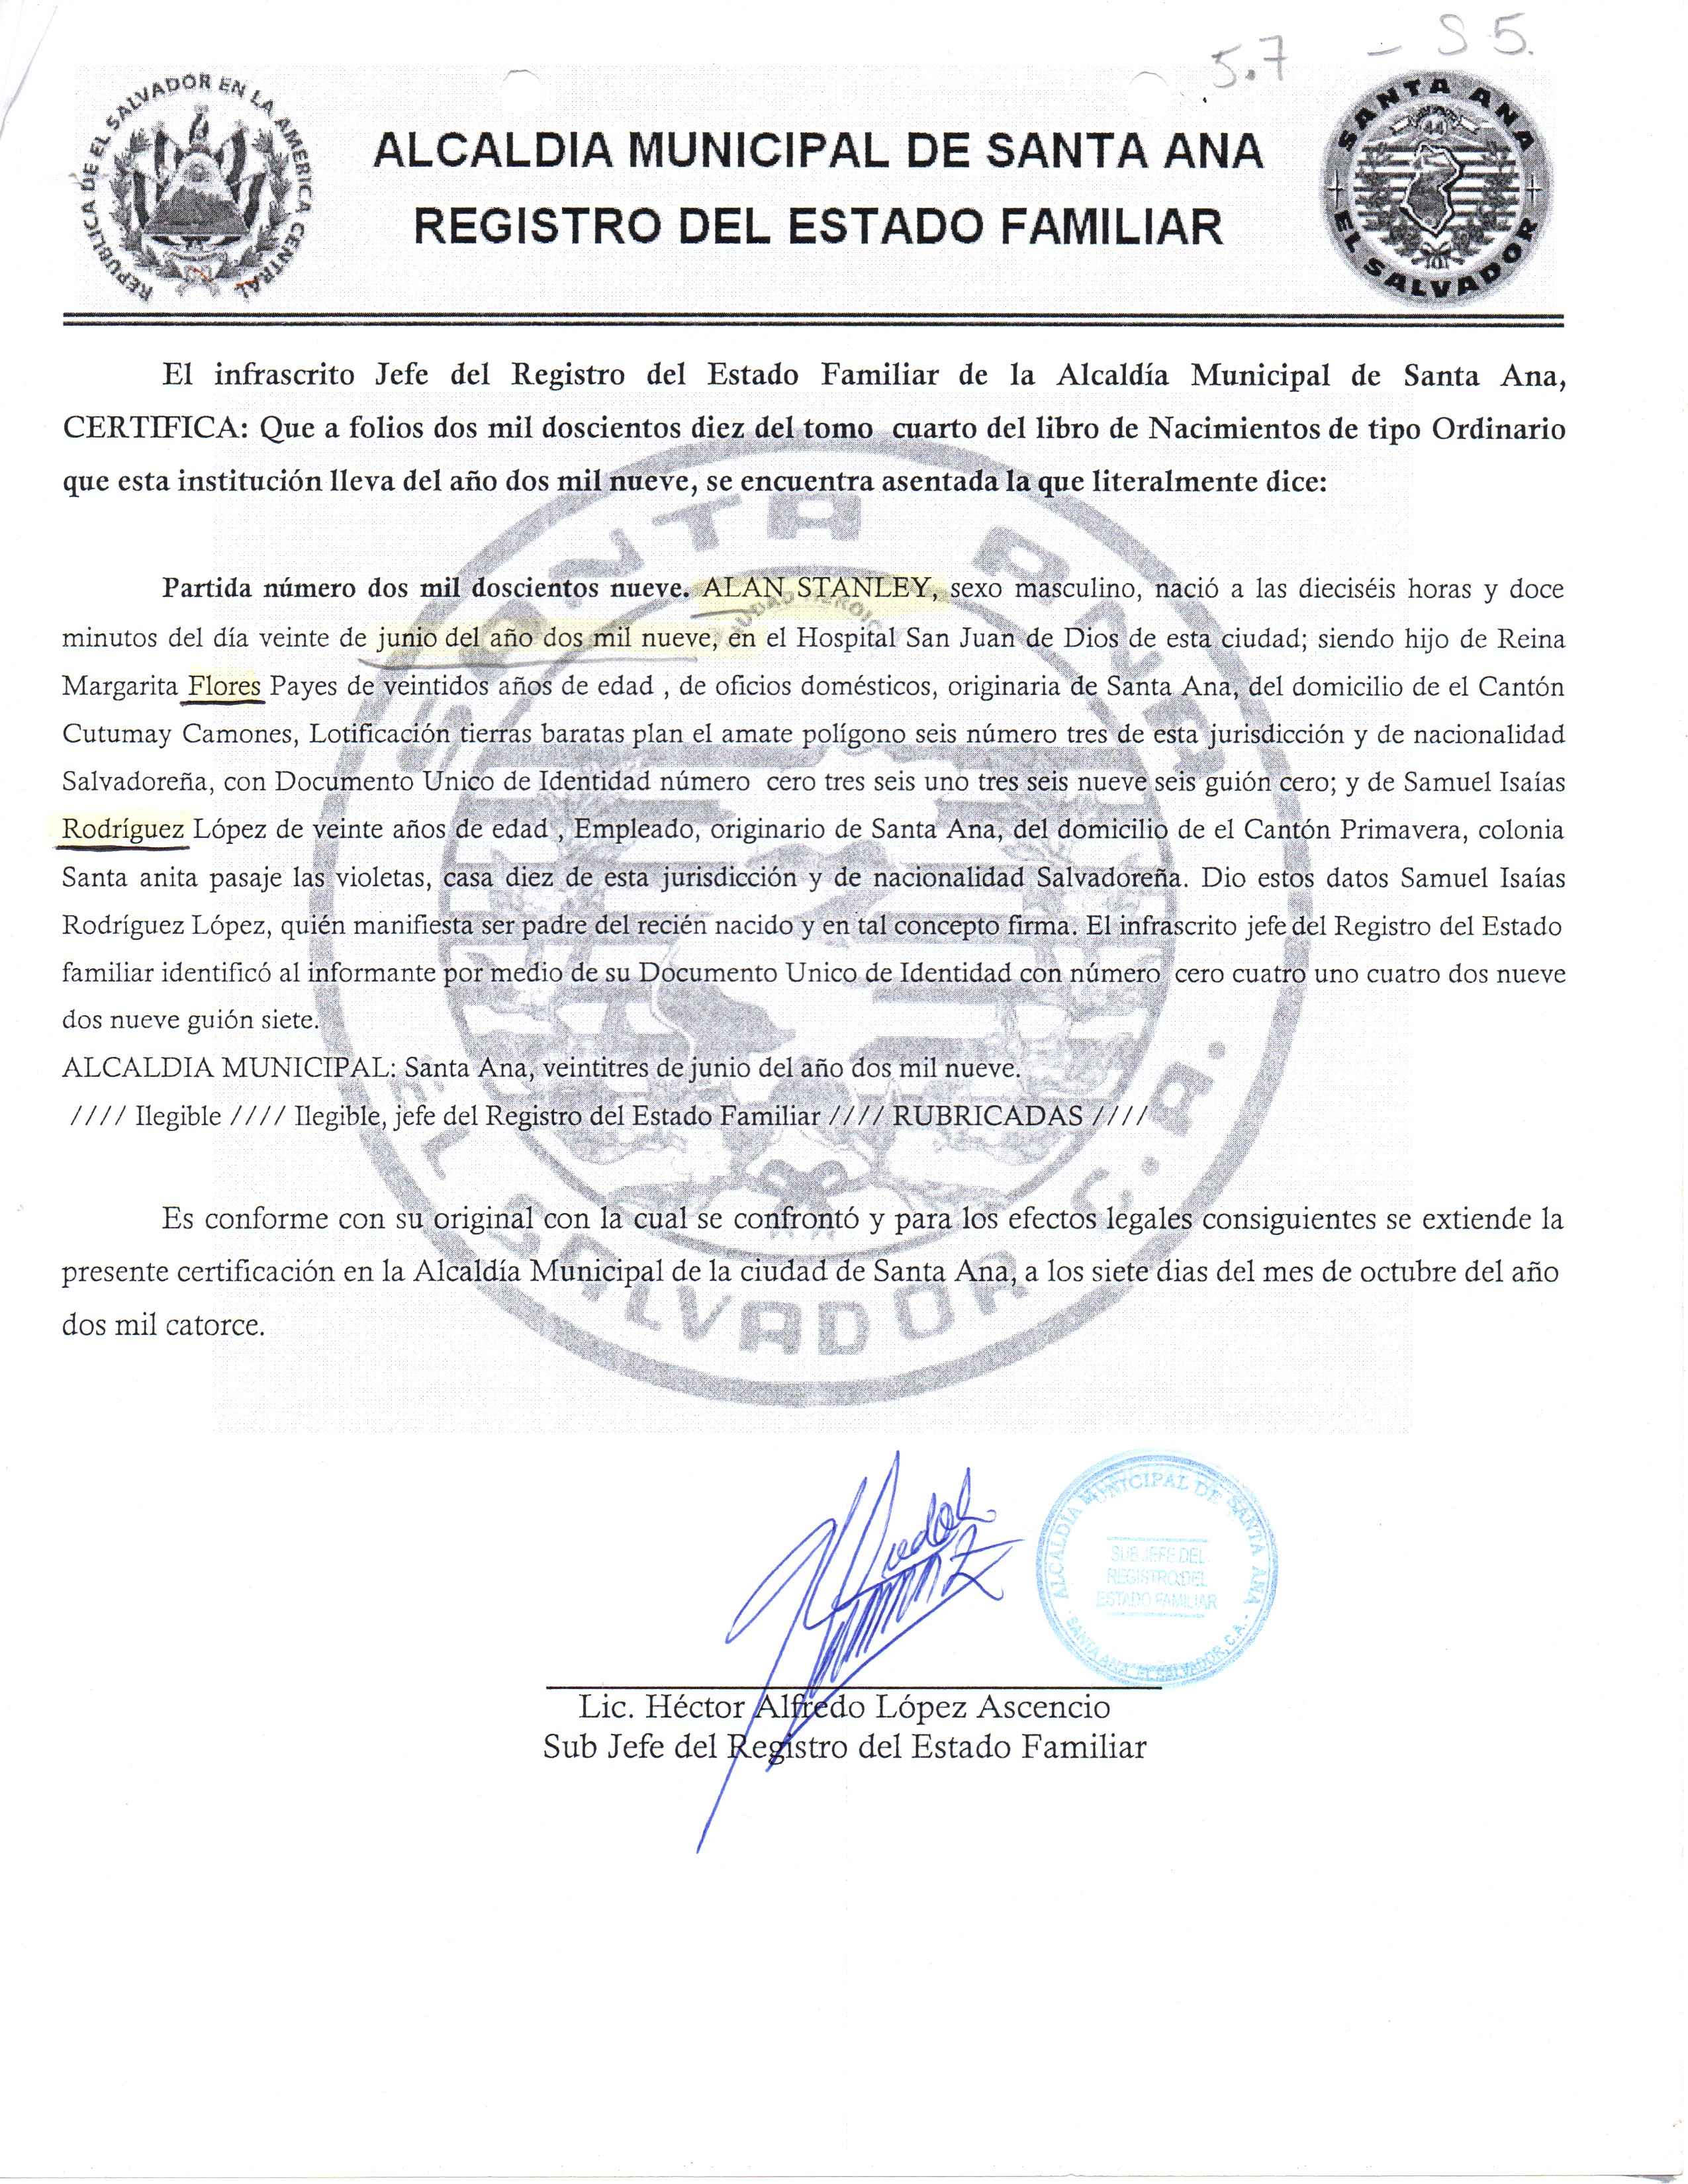 5.7 - S 5.
REPUBLICA DE EL SALVADOR EN LA AMERICA CENTRAL
ALCALDIA MUNICIPAL DE SANTA ANA
REGISTRO DEL ESTADO FAMILIAR
SANTA ANA
44
EL SALVADOR
El infrascrito Jefe del Registro del Estado Familiar de la Alcaldía Municipal de Santa Ana,
CERTIFICA: Que a folios dos mil doscientos diez del tomo cuarto del libro de Nacimientos de tipo Ordinario
que esta institución lleva del año dos mil nueve, se encuentra asentada la que literalmente dice:
Partida número dos mil doscientos nueve. ALAN STANLEY, sexo masculino, nació a las dieciséis horas y doce
minutos del día veinte de junio del año dos mil nueve, en el Hospital San Juan de Dios de esta ciudad; siendo hijo de Reina
Margarita Flores Payes de veintidos años de edad , de oficios domésticos, originaria de Santa Ana, del domicilio de el Cantón
Cutumay Camones, Lotificación tierras baratas plan el amate polígono seis número tres de esta jurisdicción y de nacionalidad
Salvadoreña, con Documento Unico de Identidad número cero tres seis uno tres seis nueve seis guión cero; y de Samuel Isaías
Rodríguez López de veinte años de edad , Empleado, originario de Santa Ana, del domicilio de el Cantón Primavera, colonia
Santa anita pasaje las violetas, casa diez de esta jurisdicción y de nacionalidad Salvadoreña. Dio estos datos Samuel Isaías
Rodríguez López, quién manifiesta ser padre del recién nacido y en tal concepto firma. El infrascrito jefe del Registro del Estado
familiar identificó al informante por medio de su Documento Unico de Identidad con número cero cuatro uno cuatro dos nueve
dos nueve guión siete.
ALCALDIA MUNICIPAL: Santa Ana, veintitres de junio del año dos mil nueve.
//// Ilegible //// Ilegible, jefe del Registro del Estado Familiar //// RUBRICADAS ////
Es conforme con su original con la cual se confrontó y para los efectos legales consiguientes se extiende la
presente certificación en la Alcaldía Municipal de la ciudad de Santa Ana, a los siete dias del mes de octubre del año
dos mil catorce.
SANTA ANA
EL SALVADOR C.A.
ALCALDIA MUNICIPAL DE SANTA ANA
SUB JEFE DEL
REGISTRO DEL
ESTADO FAMILIAR
SANTA ANA, EL SALVADOR, C.A.
Lic. Héctor Alfredo López Ascencio
Sub Jefe del Registro del Estado Familiar